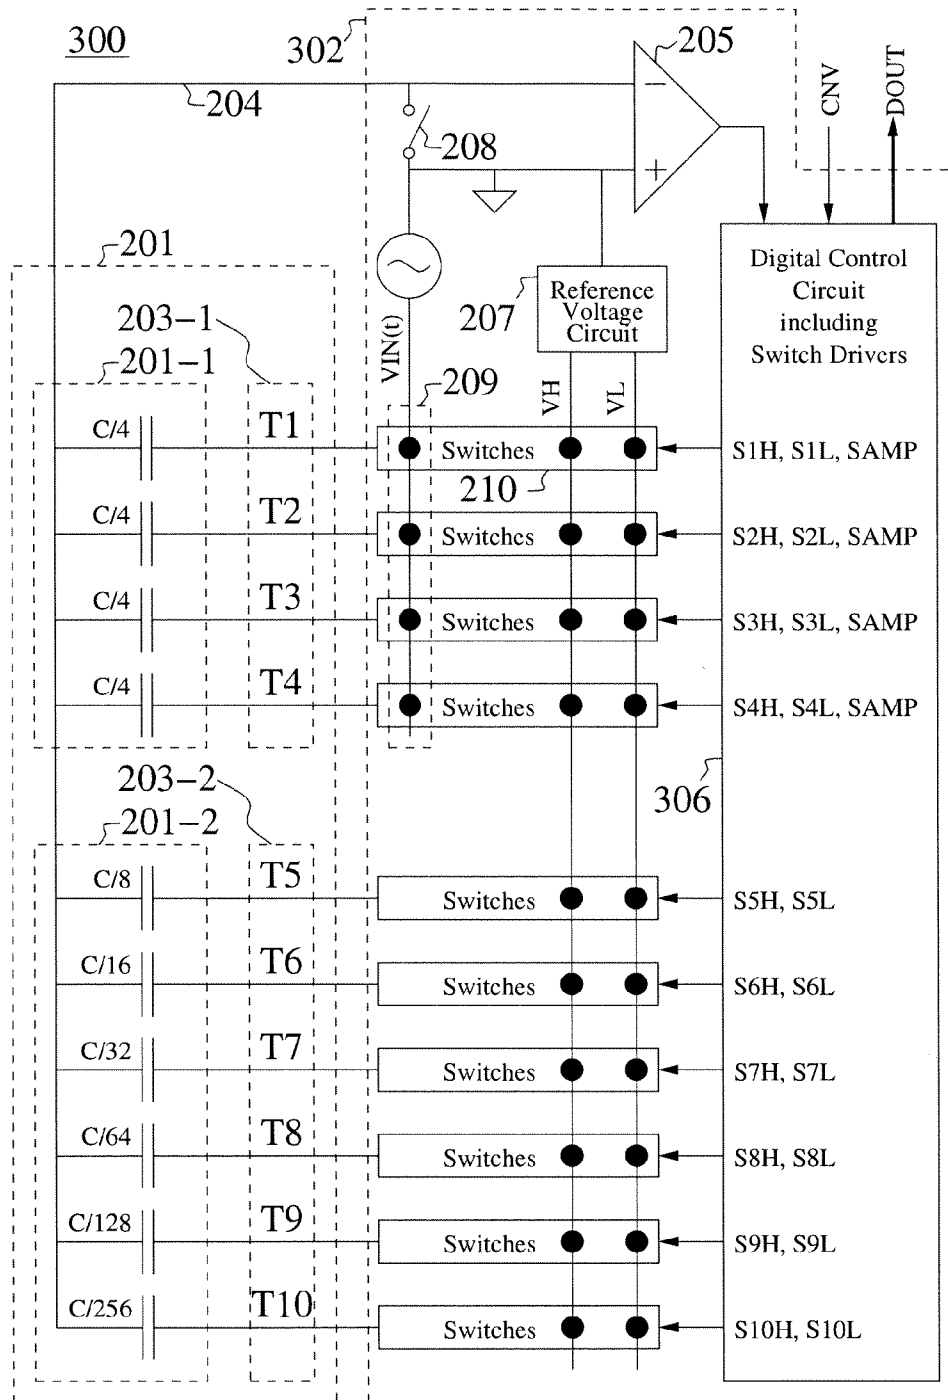 300
302
205
CNV
DOUT
204
208
−
+
201
203−1
201−1
207
Reference
Voltage
Circuit
Digital Control
Circuit
including
Switch Drivers
VIN(t)
209
VH
VL
C/4
T1
Switches
S1H, S1L, SAMP
210
C/4
T2
Switches
S2H, S2L, SAMP
C/4
T3
Switches
S3H, S3L, SAMP
C/4
T4
Switches
S4H, S4L, SAMP
203−2
306
201−2
C/8
T5
Switches
S5H, S5L
C/16
T6
Switches
S6H, S6L
C/32
T7
Switches
S7H, S7L
C/64
T8
Switches
S8H, S8L
C/128
T9
Switches
S9H, S9L
C/256
T10
Switches
S10H, S10L